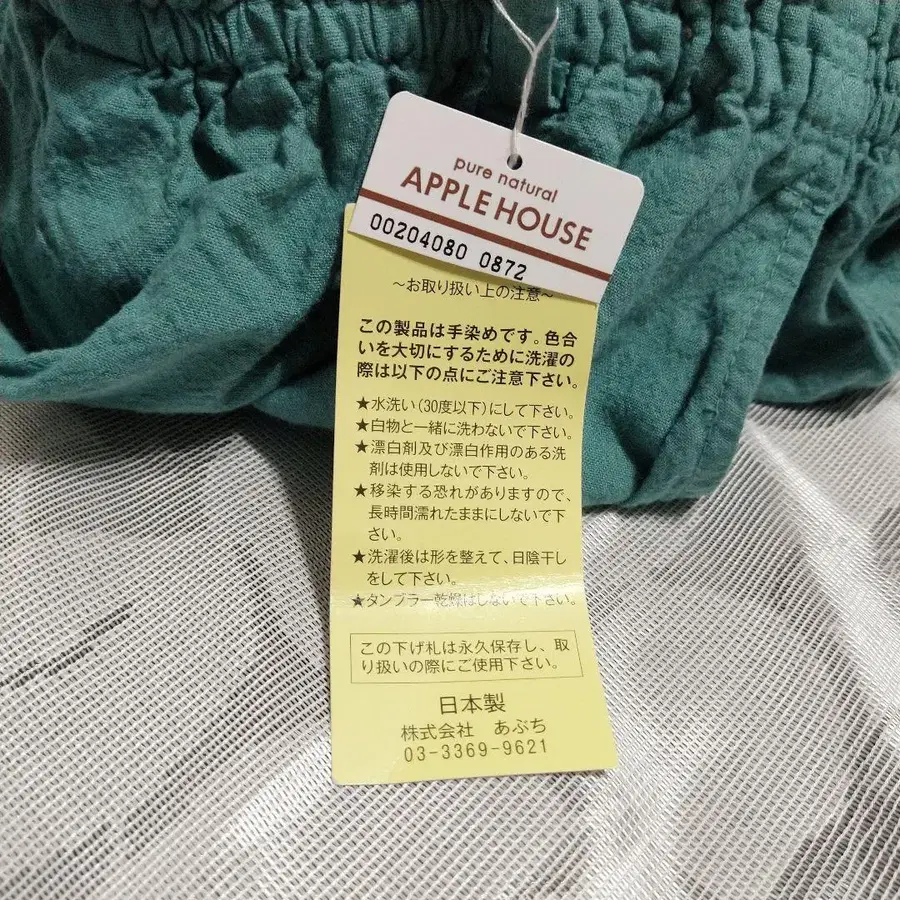 pure natural
APPLE HOUSE
00204080 0872
～お取り扱い上の注意～
この製品は手染めです。色合
いを大切にするために洗濯の
際は以下の点にご注意下さい。
★水洗い（30度以下）にして下さい。
★白物と一緒に洗わないで下さい。
★漂白剤及び漂白作用のある洗
剤は使用しないで下さい。
★移染する恐れがありますので、
長時間濡れたままにしないで下
さい。
★洗濯後は形を整えて、日陰干し
をして下さい。
★タンブラー乾燥はしないで下さい。
この下げ札は永久保存し、取
り扱いの際にご使用下さい。
日本製
株式会社　あぶち
03-3369-9621